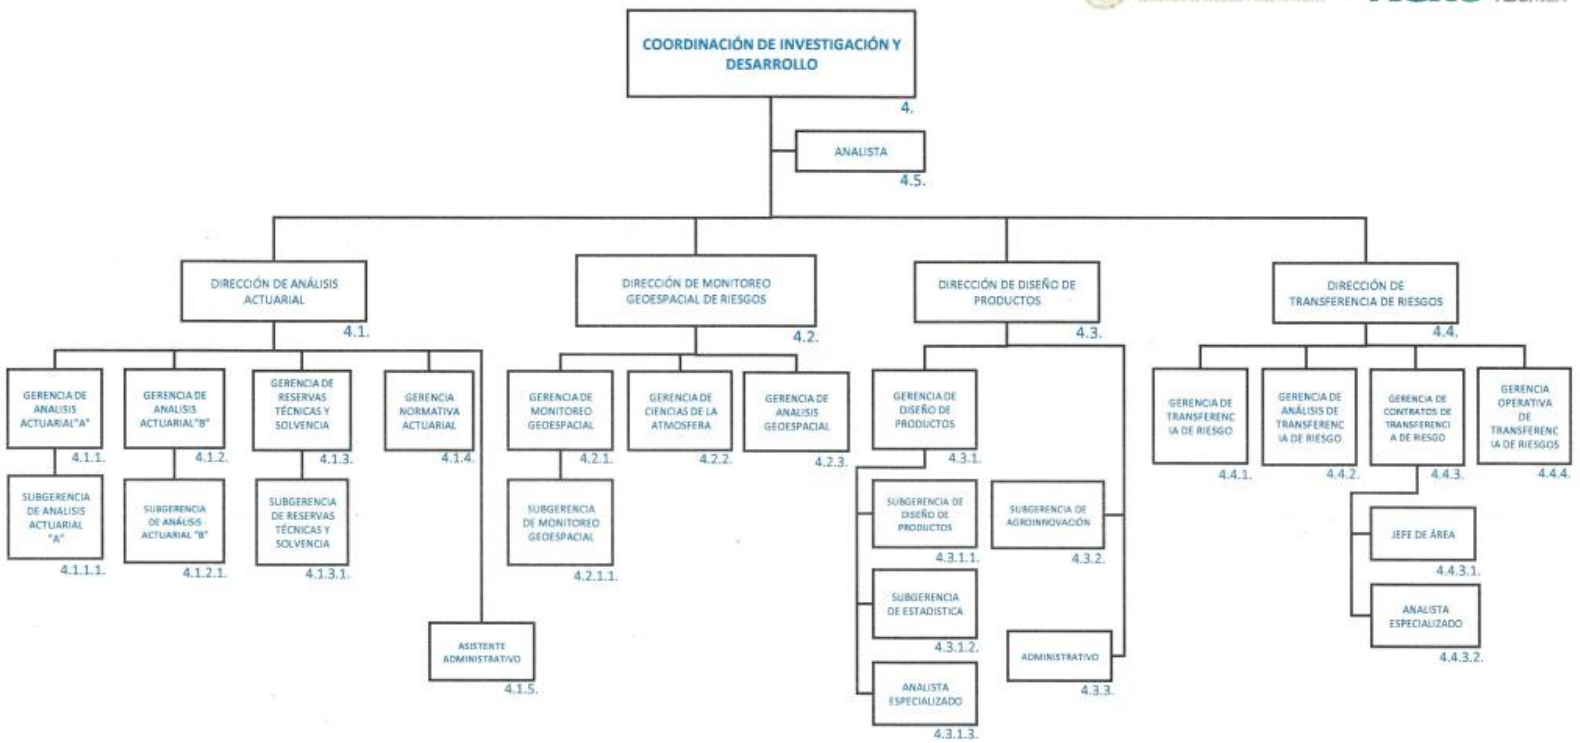 COORDINACIÓN DE INVESTIGACIÓN Y
DESARROLLO
4.
ANALISTA
4.5.
DIRECCIÓN DE ANÁLISIS
ACTUARIAL
4.1.
DIRECCIÓN DE MONITOREO
GEOESPACIAL DE RIESGOS
4.2.
DIRECCIÓN DE DISEÑO DE
PRODUCTOS
4.3.
DIRECCIÓN DE
TRANSFERENCIA DE RIESGOS
4.4.
GERENCIA DE
ANALISIS
ACTUARIAL"A"
4.1.1.
GERENCIA DE
ANALISIS
ACTUARIAL"B"
4.1.2.
GERENCIA DE
RESERVAS
TÉCNICAS Y
SOLVENCIA
4.1.3.
GERENCIA
NORMATIVA
ACTUARIAL
4.1.4.
GERENCIA DE
MONITOREO
GEOESPACIAL
4.2.1.
GERENCIA DE
CIENCIAS DE LA
ATMOSFERA
4.2.2.
GERENCIA DE
ANALISIS
GEOESPACIAL
4.2.3.
GERENCIA DE
DISEÑO DE
PRODUCTOS
4.3.1.
GERENCIA DE
TRANSFERENC
IA DE RIESGO
4.4.1.
GERENCIA DE
ANÁLISIS DE
TRANSFERENC
IA DE RIESGO
4.4.2.
GERENCIA DE
CONTRATOS DE
TRANSFERENCI
A DE RIESGO
4.4.3.
GERENCIA
OPERATIVA
DE
TRANSFERENC
IA DE RIESGOS
4.4.4.
SUBGERENCIA
DE ANALISIS
ACTUARIAL
"A"
4.1.1.1.
SUBGERENCIA
DE ANÁLISIS
ACTUARIAL "B"
4.1.2.1.
SUBGERENCIA
DE RESERVAS
TÉCNICAS Y
SOLVENCIA
4.1.3.1.
SUBGERENCIA
DE MONITOREO
GEOESPACIAL
4.2.1.1.
SUBGERENCIA DE
DISEÑO DE
PRODUCTOS
4.3.1.1.
SUBGERENCIA DE
AGROINNOVACIÓN
4.3.2.
JEFE DE ÁREA
4.4.3.1.
SUBGERENCIA
DE ESTADISTICA
4.3.1.2.
ANALISTA
ESPECIALIZADO
4.4.3.2.
ASISTENTE
ADMINISTRATIVO
4.1.5.
ADMINISTRATIVO
4.3.3.
ANALISTA
ESPECIALIZADO
4.3.1.3.